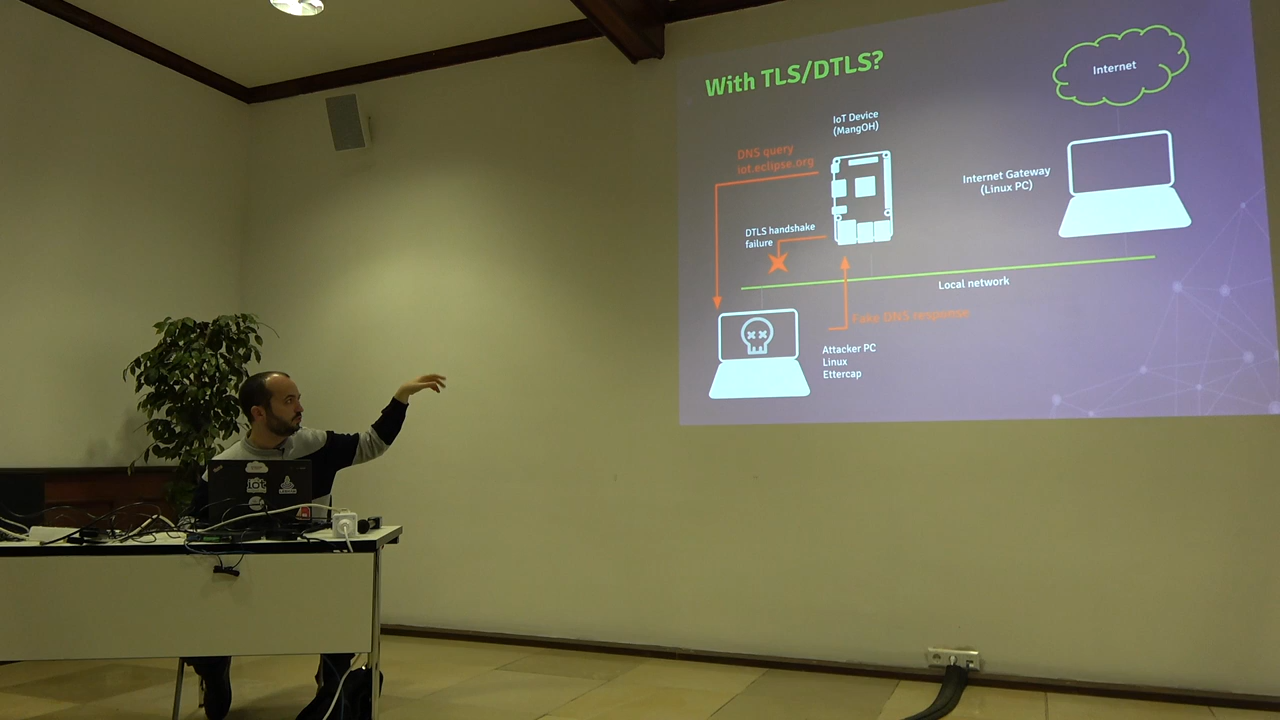 With TLS/DTLS?
Internet
IoT Device
(MangOH)
DNS query
iot.eclipse.org
Internet Gateway
(Linux PC)
DTLS handshake
failure
Local network
Fake DNS response
Attacker PC
Linux
Ettercap
iot